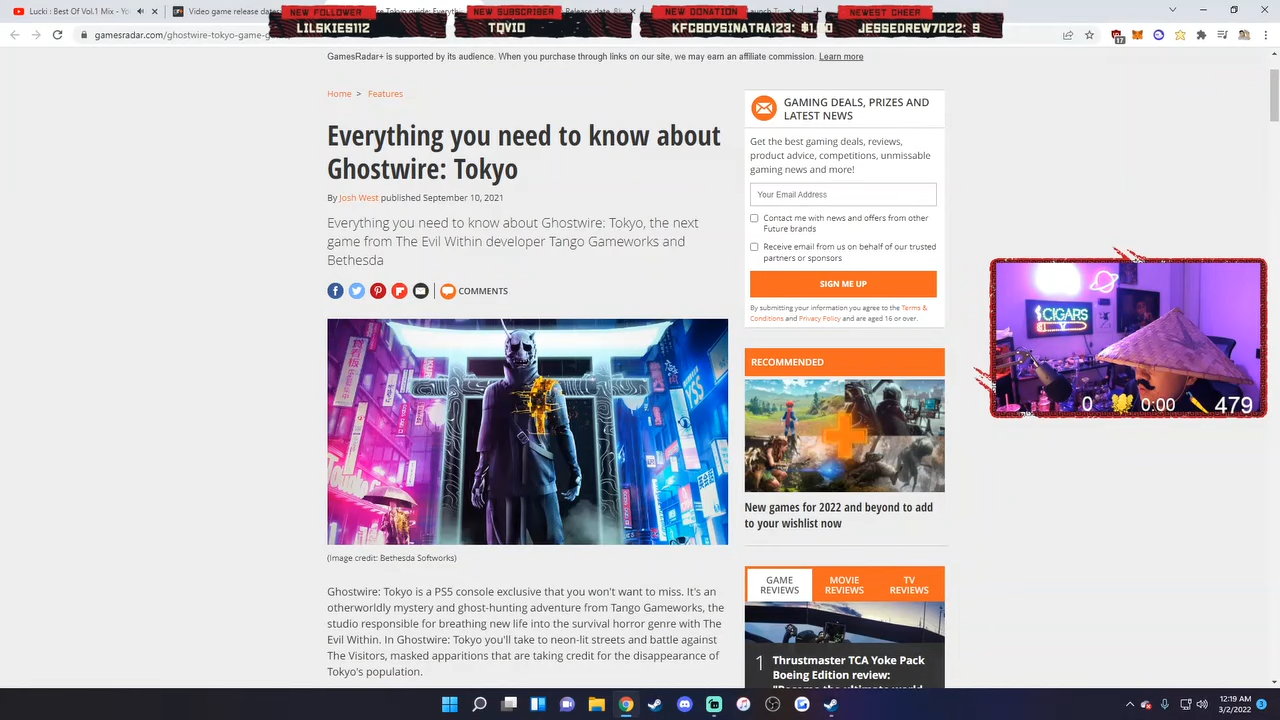 Lucki : Best Of Vol.1 Mix - Yo
Video game release dates
NEW FOLLOWER
LILSKIES112
NEW SUBSCRIBER
TQVIO
NEW DONATION
KFCBOYSINATRA123:
NEWEST CHEER
JESSEDREW7022: 9
17
GamesRadar+ is supported by its audience. When you purchase through links on our site, we may earn an affiliate commission. Learn more
Home > Features
Everything you need to know about
Ghostwire: Tokyo
By Josh West published September 10, 2021
Everything you need to know about Ghostwire: Tokyo, the next
game from The Evil Within developer Tango Gameworks and
Bethesda
COMMENTS
(Image credit: Bethesda Softworks)
Ghostwire: Tokyo is a PS5 console exclusive that you won't want to miss. It's an
otherworldly mystery and ghost-hunting adventure from Tango Gameworks, the
studio responsible for breathing new life into the survival horror genre with The
Evil Within. In Ghostwire: Tokyo you'll take to neon-lit streets and battle against
The Visitors, masked apparitions that are taking credit for the disappearance of
Tokyo's population.
GAMING DEALS, PRIZES AND
LATEST NEWS
Get the best gaming deals, reviews,
product advice, competitions, unmissable
gaming news and more!
Your Email Address
Contact me with news and offers from other
Future brands
Receive email from us on behalf of our trusted
partners or sponsors
SIGN ME UP
By submitting your information you agree to the Terms &
Conditions and Privacy Policy and are aged 16 or over.
RECOMMENDED
New games for 2022 and beyond to add
to your wishlist now
GAME
REVIEWS
MOVIE
REVIEWS
TV
REVIEWS
1 Thrustmaster TCA Yoke Pack
Boeing Edition review:
CIGARS
0 0:00 479
12:19 AM
3/2/2022